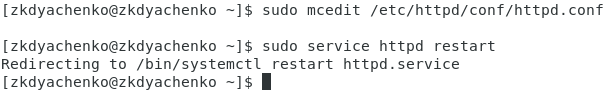 [zkdyachenko@zkdyachenko ~]$ sudo mcedit /etc/httpd/conf/httpd.conf
[zkdyachenko@zkdyachenko ~]$ sudo service httpd restart
Redirecting to /bin/systemctl restart httpd.service
[zkdyachenko@zkdyachenko ~]$